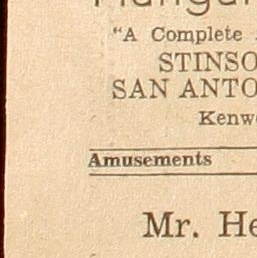 "A Complete
STINSO
SAN ANTO
Kenw
Amusements
Mr. He